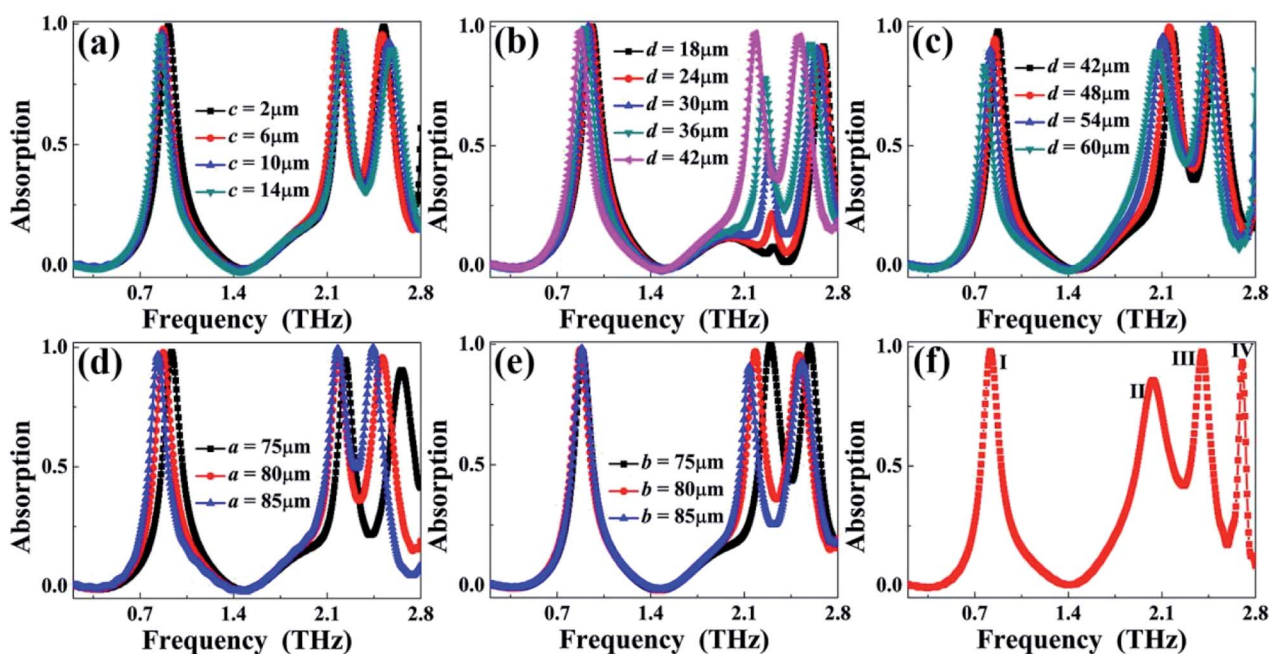 (a)
c = 2μm
c = 6μm
c = 10μm
c = 14μm
Absorption
1.0
0.5
0.0
0.7 1.4 2.1 2.8
Frequency (THz)
(b)
d = 18μm
d = 24μm
d = 30μm
d = 36μm
d = 42μm
Absorption
1.0
0.5
0.0
0.7 1.4 2.1 2.8
Frequency (THz)
(c)
d = 42μm
d = 48μm
d = 54μm
d = 60μm
Absorption
1.0
0.5
0.0
0.7 1.4 2.1 2.8
Frequency (THz)
(d)
a = 75μm
a = 80μm
a = 85μm
Absorption
1.0
0.5
0.0
0.7 1.4 2.1 2.8
Frequency (THz)
(e)
b = 75μm
b = 80μm
b = 85μm
Absorption
1.0
0.5
0.0
0.7 1.4 2.1 2.8
Frequency (THz)
(f)
I
II
III
IV
Absorption
1.0
0.5
0.0
0.7 1.4 2.1 2.8
Frequency (THz)